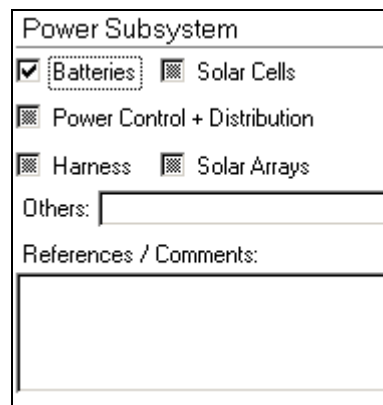 Power Subsystem
Batteries Solar Cells
Power Control + Distribution
Harness Solar Arrays
Others:
References / Comments: